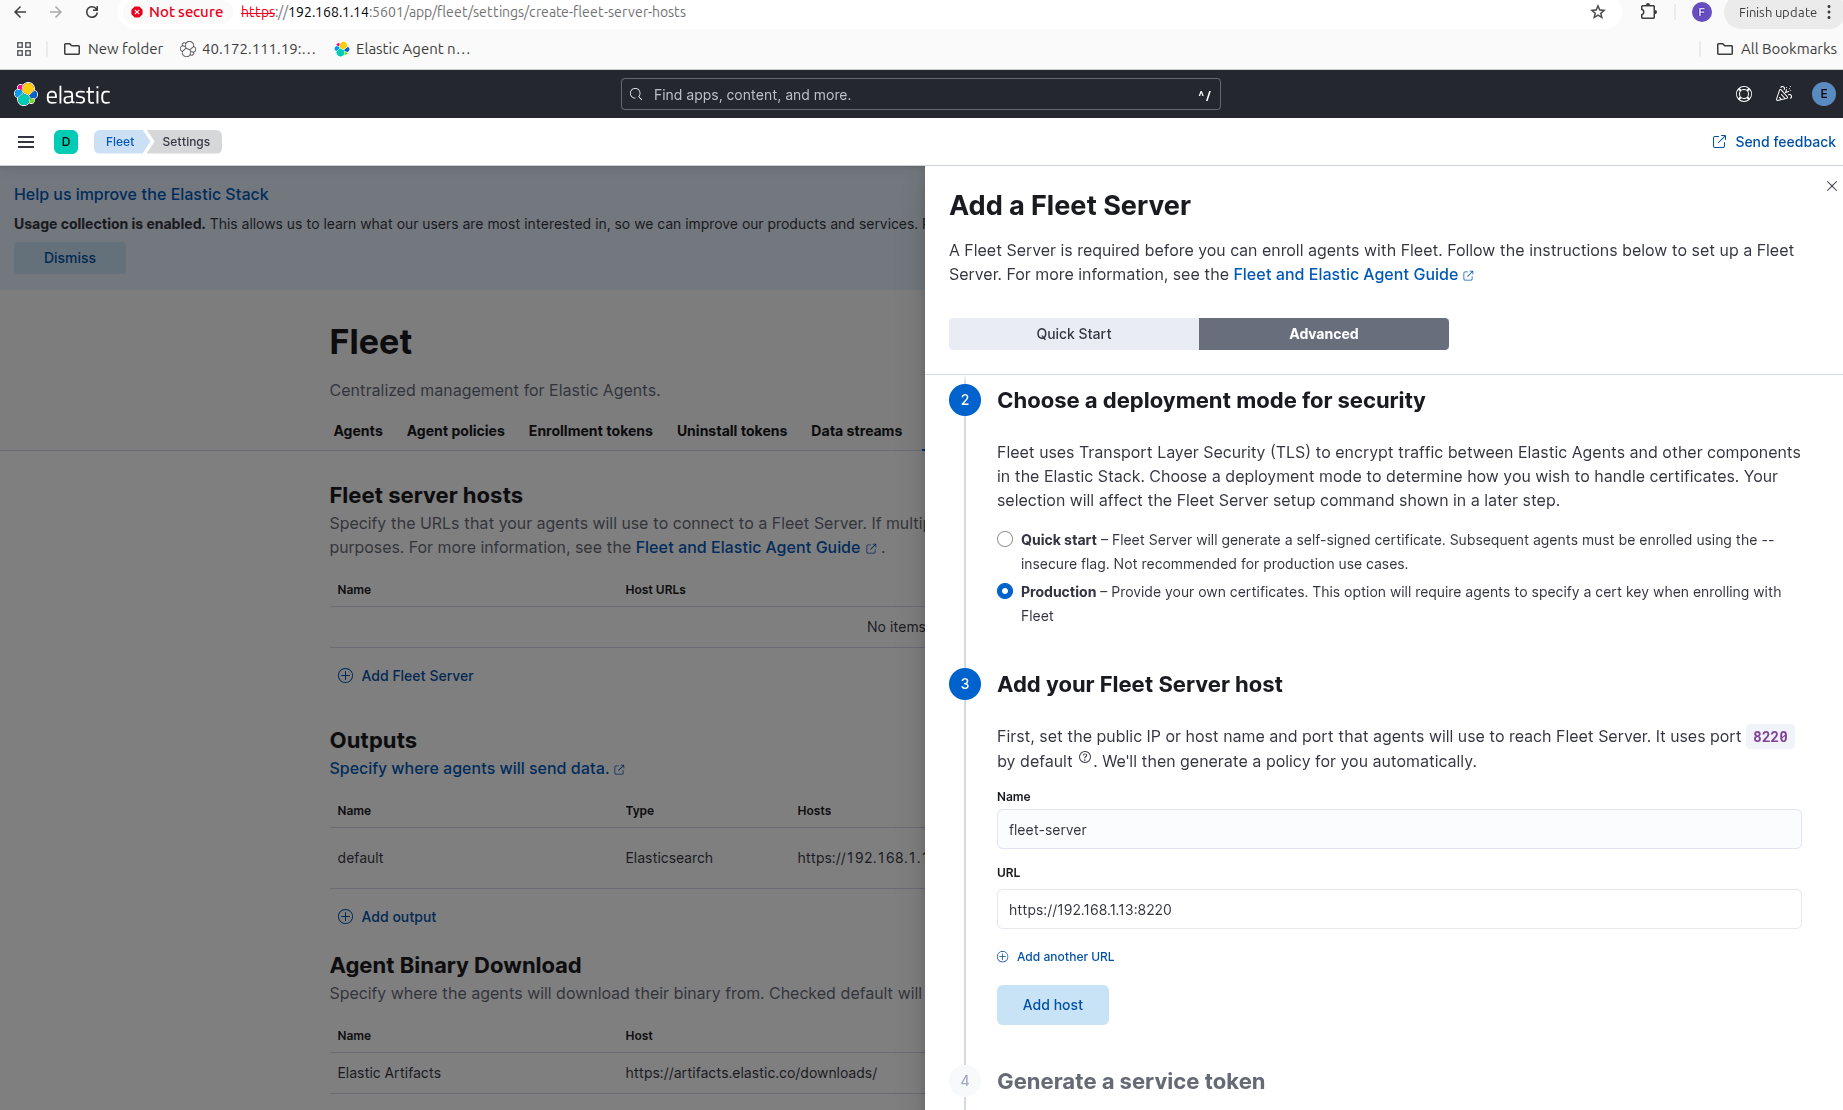 Not secure https://192.168.1.14:5601/app/fleet/settings/create-fleet-server-hosts F Finish update
New folder 40.172.111.19:... Elastic Agent n... All Bookmarks
elastic Find apps, content, and more. ^/ E
D Fleet Settings Send feedback
Help us improve the Elastic Stack
Usage collection is enabled. This allows us to learn what our users are most interested in, so we can improve our products and services.
Dismiss
Fleet
Centralized management for Elastic Agents.
Agents Agent policies Enrollment tokens Uninstall tokens Data streams
Fleet server hosts
Specify the URLs that your agents will use to connect to a Fleet Server. If multi
purposes. For more information, see the Fleet and Elastic Agent Guide .
Name Host URLs
No items
Add Fleet Server
Outputs
Specify where agents will send data.
Name Type Hosts
default Elasticsearch https://192.168.1.
Add output
Agent Binary Download
Specify where the agents will download their binary from. Checked default will
Name Host
Elastic Artifacts https://artifacts.elastic.co/downloads/
Add a Fleet Server
A Fleet Server is required before you can enroll agents with Fleet. Follow the instructions below to set up a Fleet
Server. For more information, see the Fleet and Elastic Agent Guide
Quick Start Advanced
2 Choose a deployment mode for security
Fleet uses Transport Layer Security (TLS) to encrypt traffic between Elastic Agents and other components
in the Elastic Stack. Choose a deployment mode to determine how you wish to handle certificates. Your
selection will affect the Fleet Server setup command shown in a later step.
Quick start – Fleet Server will generate a self-signed certificate. Subsequent agents must be enrolled using the --
insecure flag. Not recommended for production use cases.
Production – Provide your own certificates. This option will require agents to specify a cert key when enrolling with
Fleet
3 Add your Fleet Server host
First, set the public IP or host name and port that agents will use to reach Fleet Server. It uses port 8220
by default . We'll then generate a policy for you automatically.
Name
fleet-server
URL
https://192.168.1.13:8220
Add another URL
Add host
4 Generate a service token